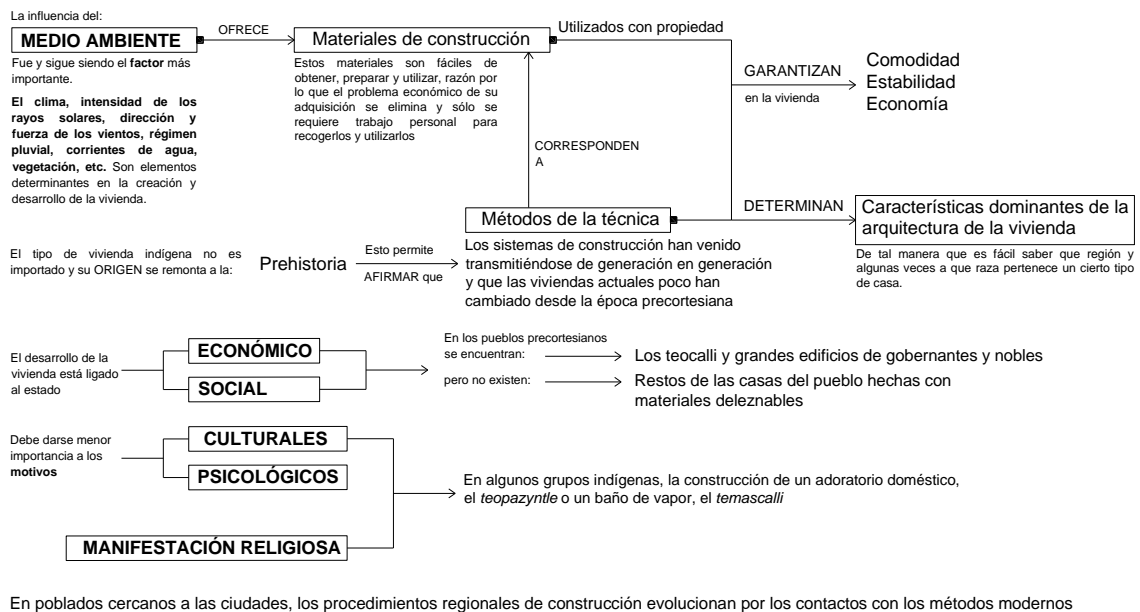 La influencia del:
MEDIO AMBIENTE
Fue y sigue siendo el factor más
importante.
El clima, intensidad de los
rayos solares, dirección y
fuerza de los vientos, régimen
pluvial, corrientes de agua,
vegetación, etc. Son elementos
determinantes en la creación y
desarrollo de la vivienda.
OFRECE
Materiales de construcción
Estos materiales son fáciles de
obtener, preparar y utilizar, razón por
lo que el problema económico de su
adquisición se elimina y sólo se
requiere trabajo personal para
recogerlos y utilizarlos
Utilizados con propiedad
GARANTIZAN
en la vivienda
Comodidad
Estabilidad
Economía
CORRESPONDEN
A
Métodos de la técnica
DETERMINAN
Características dominantes de la
arquitectura de la vivienda
De tal manera que es fácil saber que región y
algunas veces a que raza pertenece un cierto tipo
de casa.
El tipo de vivienda indígena no es
importado y su ORIGEN se remonta a la:
Prehistoria
Esto permite
AFIRMAR que
Los sistemas de construcción han venido
transmitiéndose de generación en generación
y que las viviendas actuales poco han
cambiado desde la época precortesiana
El desarrollo de la
vivienda está ligado
al estado
ECONÓMICO
SOCIAL
En los pueblos precortesianos
se encuentran:
Los teocalli y grandes edificios de gobernantes y nobles
pero no existen:
Restos de las casas del pueblo hechas con
materiales deleznables
Debe darse menor
importancia a los
motivos
CULTURALES
PSICOLÓGICOS
MANIFESTACIÓN RELIGIOSA
En algunos grupos indígenas, la construcción de un adoratorio doméstico,
el teopazyntle o un baño de vapor, el temascalli
En poblados cercanos a las ciudades, los procedimientos regionales de construcción evolucionan por los contactos con los métodos modernos